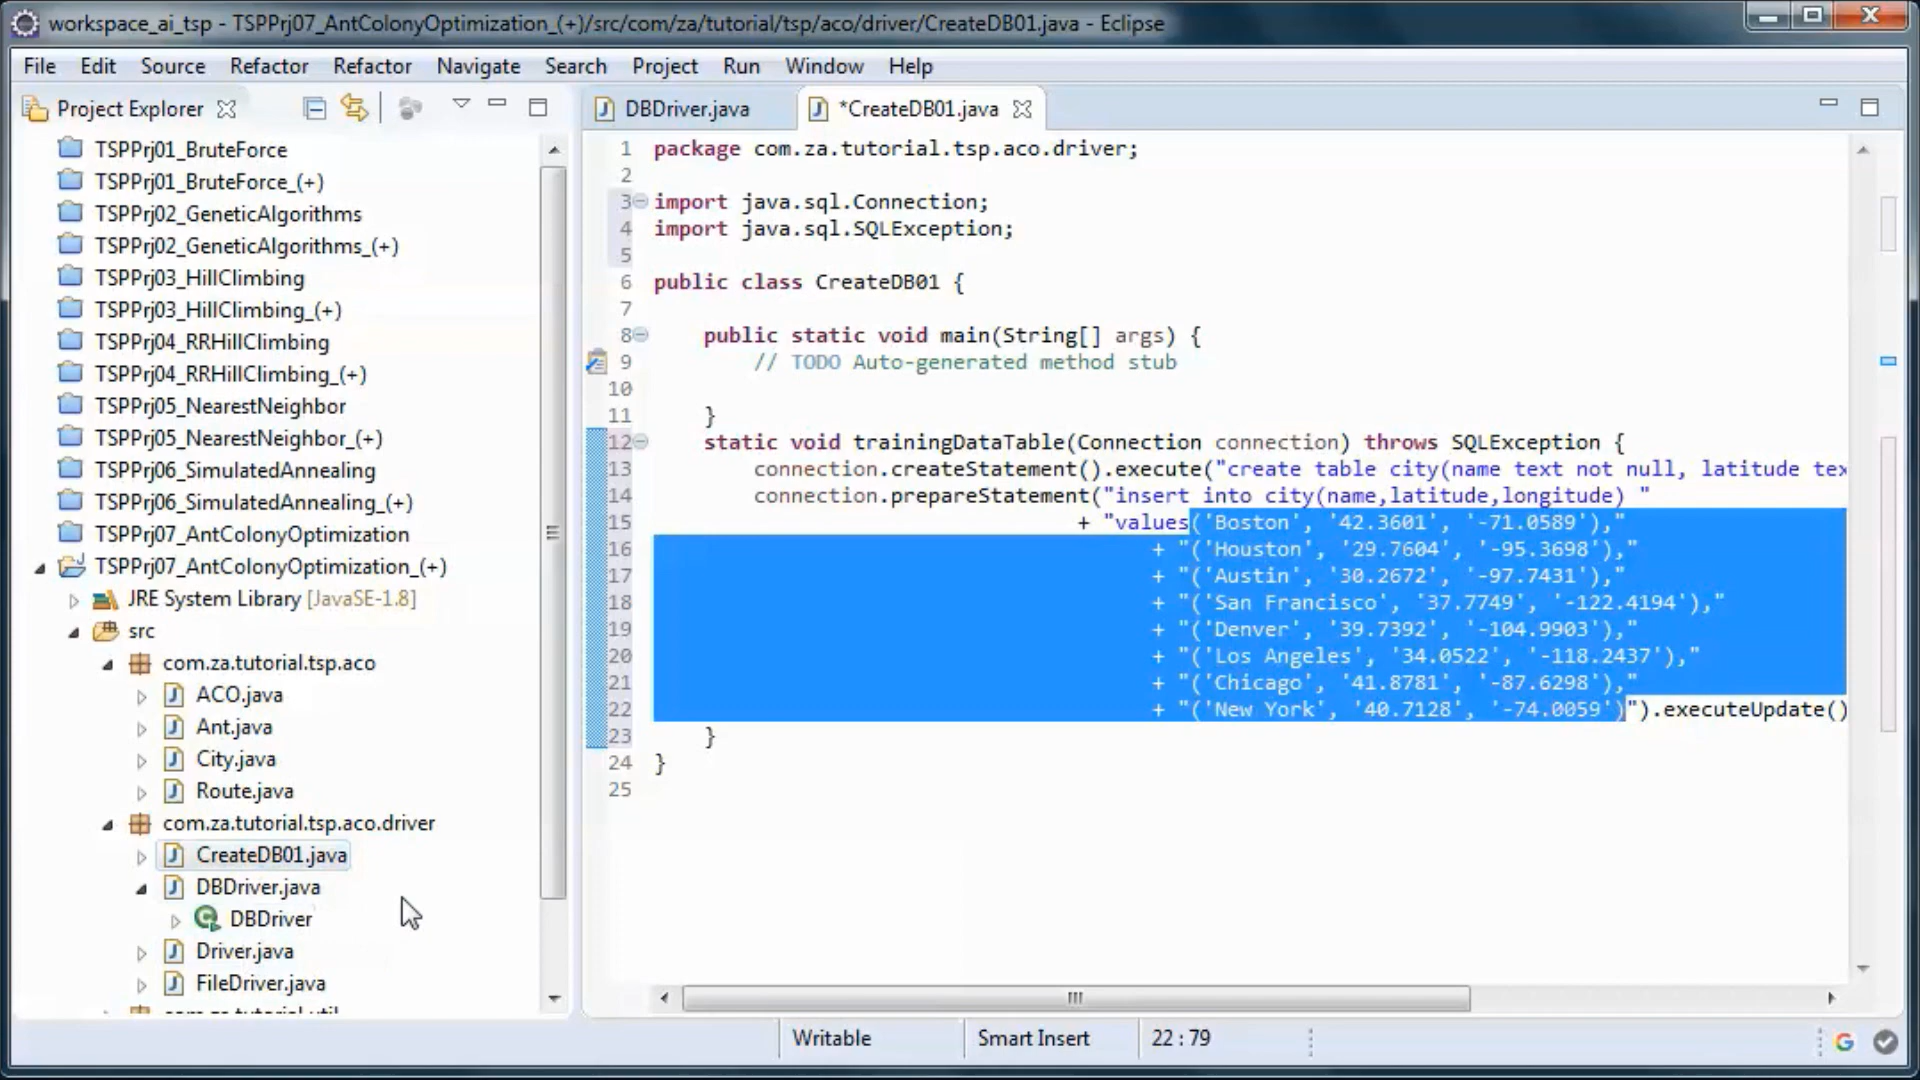 workspace_ai_tsp - TSPPrj07_AntColonyOptimization_(+)/src/com/za/tutorial/tsp/aco/driver/CreateDB01.java - Eclipse
File Edit Source Refactor Refactor Navigate Search Project Run Window Help
Project Explorer
TSPPrj01_BruteForce
TSPPrj01_BruteForce_(+)
TSPPrj02_GeneticAlgorithms
TSPPrj02_GeneticAlgorithms_(+)
TSPPrj03_HillClimbing
TSPPrj03_HillClimbing_(+)
TSPPrj04_RRHillClimbing
TSPPrj04_RRHillClimbing_(+)
TSPPrj05_NearestNeighbor
TSPPrj05_NearestNeighbor_(+)
TSPPrj06_SimulatedAnnealing
TSPPrj06_SimulatedAnnealing_(+)
TSPPrj07_AntColonyOptimization
TSPPrj07_AntColonyOptimization_(+)
JRE System Library [JavaSE-1.8]
src
com.za.tutorial.tsp.aco
ACO.java
Ant.java
City.java
Route.java
com.za.tutorial.tsp.aco.driver
CreateDB01.java
DBDriver.java
DBDriver
Driver.java
FileDriver.java
DBDriver.java *CreateDB01.java
1 package com.za.tutorial.tsp.aco.driver;
2
3 import java.sql.Connection;
4 import java.sql.SQLException;
5
6 public class CreateDB01 {
7
8 public static void main(String[] args) {
9 // TODO Auto-generated method stub
10
11 }
12 static void trainingDataTable(Connection connection) throws SQLException {
13 connection.createStatement().execute("create table city(name text not null, latitude tex
14 connection.prepareStatement("insert into city(name,latitude,longitude) "
15 + "values('Boston', '42.3601', '-71.0589'),"
16 + "('Houston', '29.7604', '-95.3698'),"
17 + "('Austin', '30.2672', '-97.7431'),"
18 + "('San Francisco', '37.7749', '-122.4194'),"
19 + "('Denver', '39.7392', '-104.9903'),"
20 + "('Los Angeles', '34.0522', '-118.2437'),"
21 + "('Chicago', '41.8781', '-87.6298'),"
22 + "('New York', '40.7128', '-74.0059')").executeUpdate()
23 }
24 }
25
Writable Smart Insert 22 : 79